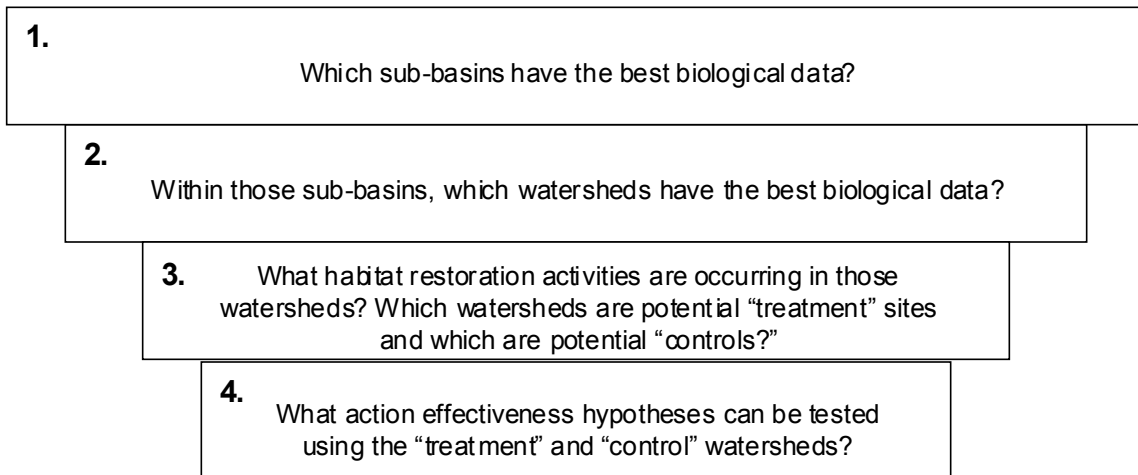 1.
Which sub-basins have the best biological data?
2.
Within those sub-basins, which watersheds have the best biological data?
3.
What habitat restoration activities are occurring in those
watersheds? Which watersheds are potential “treatment” sites
and which are potential “controls?”
4.
What action effectiveness hypotheses can be tested
using the “treatment” and “control” watersheds?